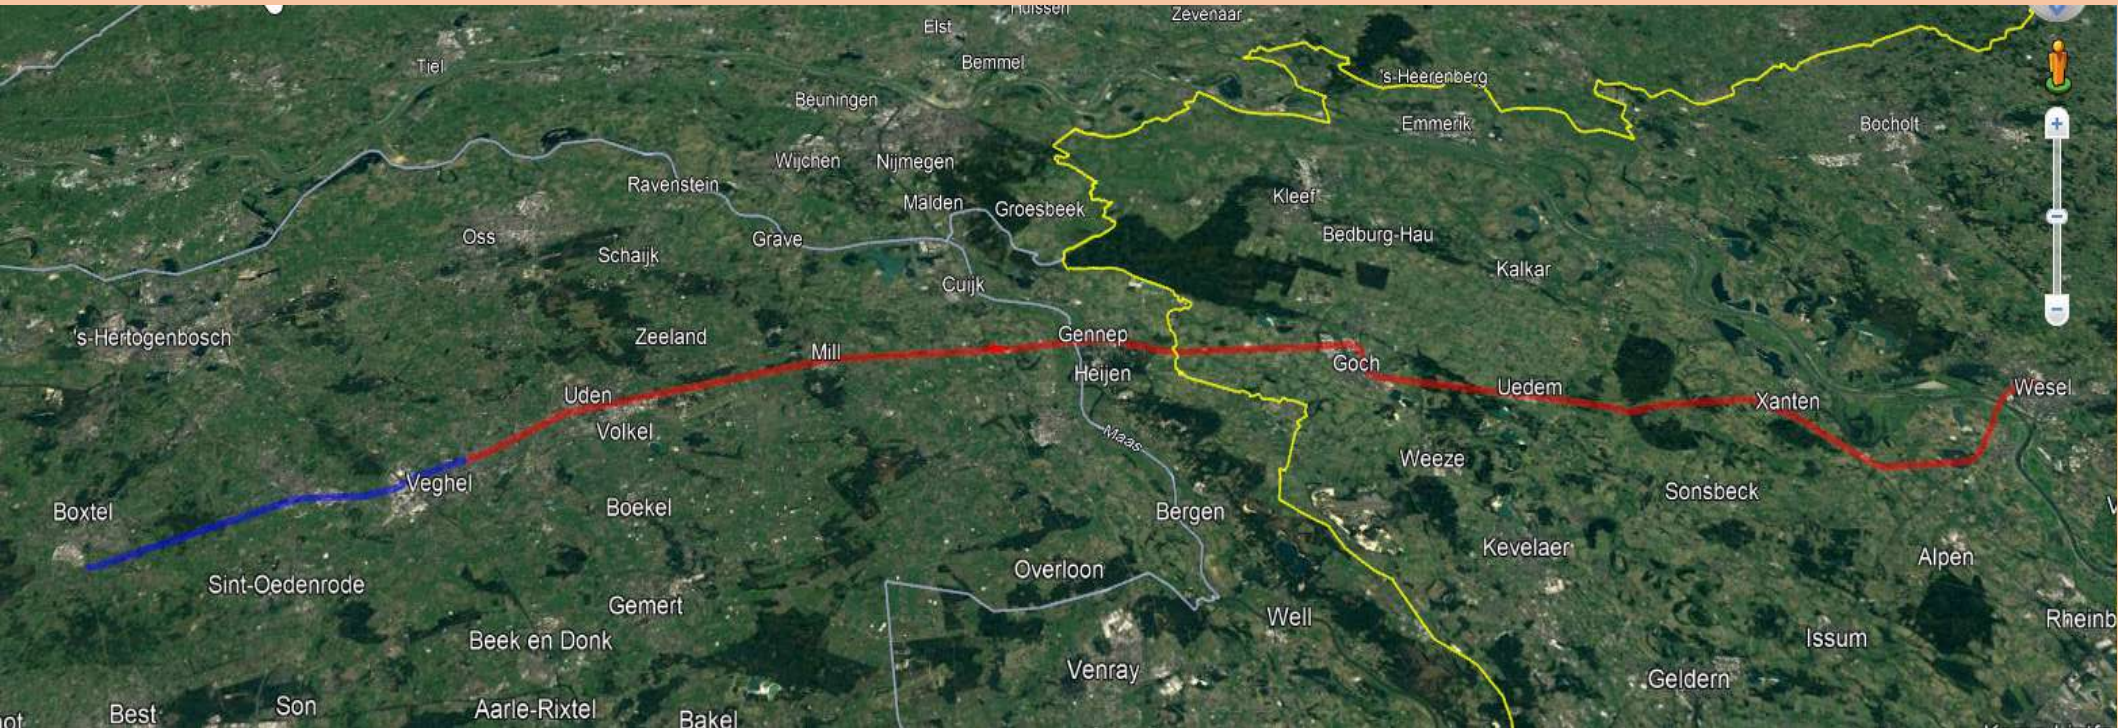 Huissen
Zevenaar
Elst
Tiel
Bemmel
's-Heerenberg
Beuningen
Emmerik
Bocholt
Wijchen
Nijmegen
Ravenstein
Kleef
Malden
Groesbeek
Oss
Grave
Bedburg-Hau
Schaijk
Kalkar
Cuijk
's-Hertogenbosch
Zeeland
Gennep
Mill
Goch
Heijen
Uedem
Wesel
Uden
Xanten
Volkel
Maas
Weeze
Veghel
Sonsbeck
Boxtel
Boekel
Bergen
Kevelaer
Alpen
Overloon
Sint-Oedenrode
Gemert
Well
Rheinb
Beek en Donk
Issum
Venray
Geldern
Son
Aarle-Rixtel
Best
Bakel